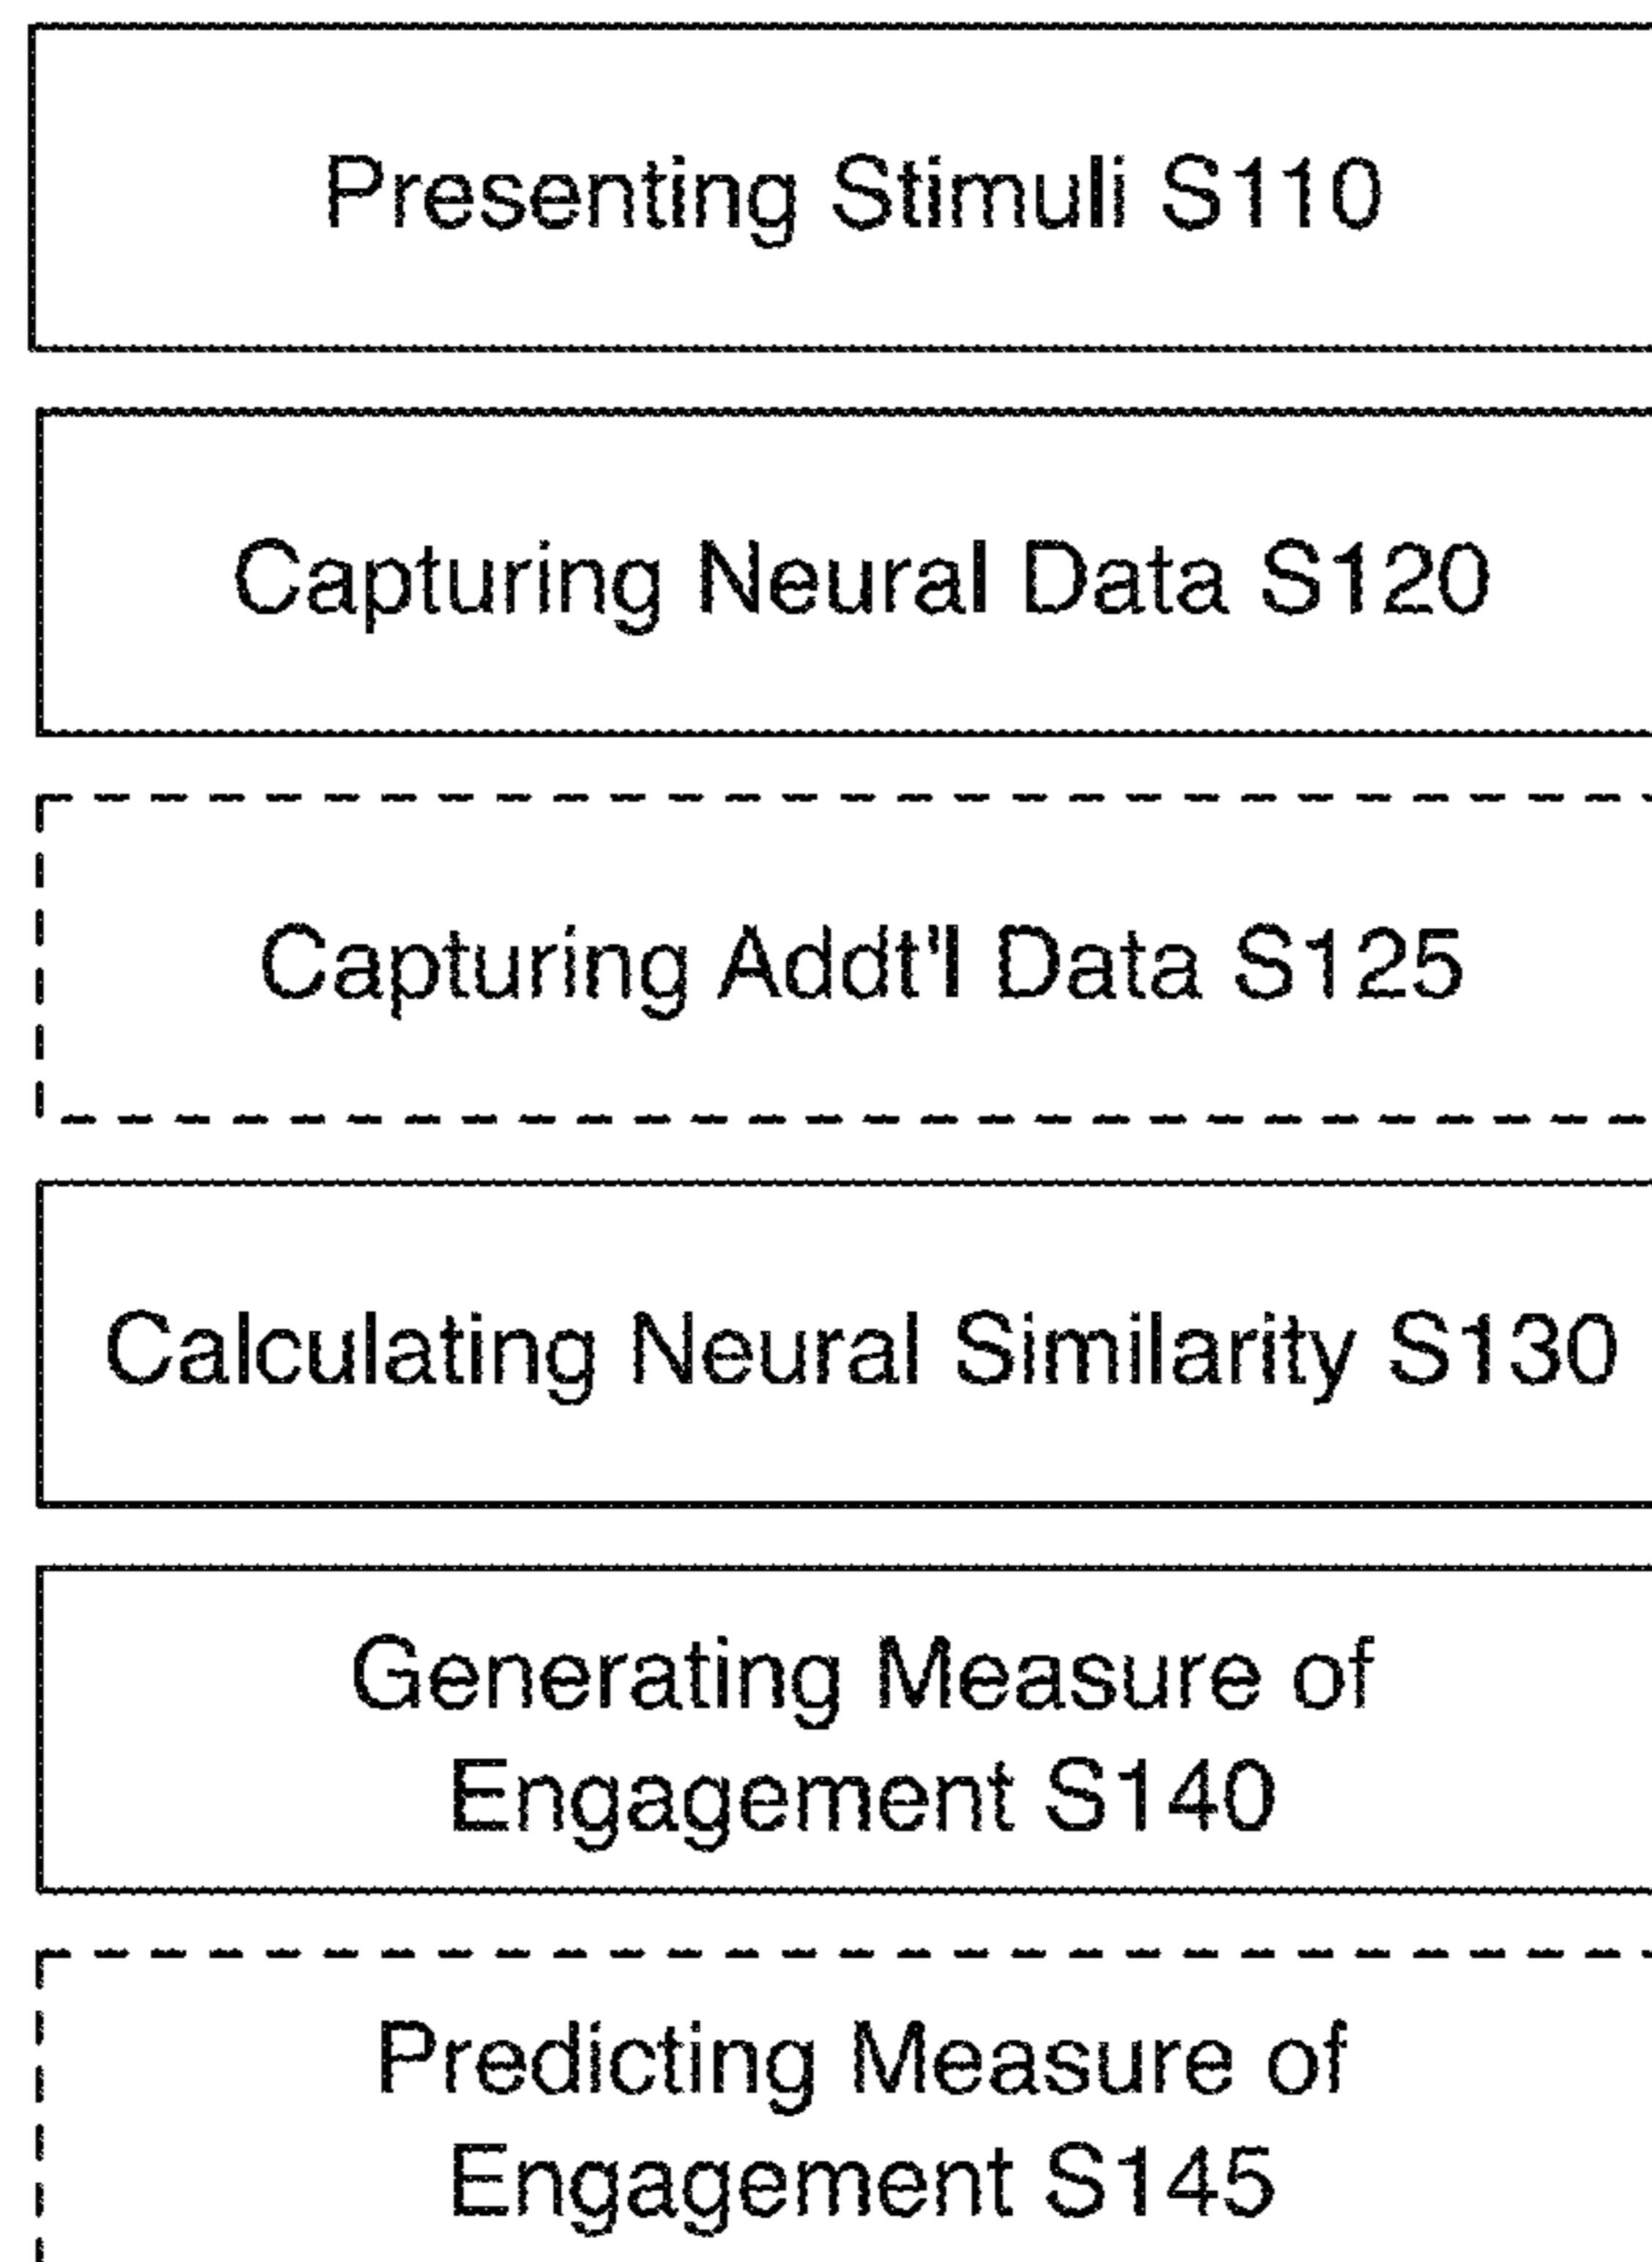 Presenting Stimuli S110
Capturing Neural Data S120
Capturing Addt'l Data S125
Calculating Neural Similarity S130
Generating Measure of
Engagement S140
Predicting Measure of
Engagement S145